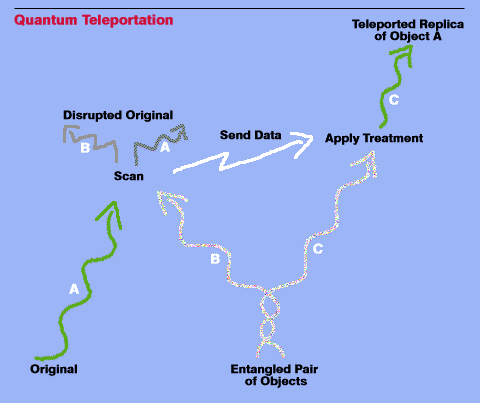 Quantum Teleportation
Teleported Replica
of Object A
C
Disrupted Original
B
A
Send Data
Apply Treatment
Scan
A
B
C
Original
Entangled Pair
of Objects